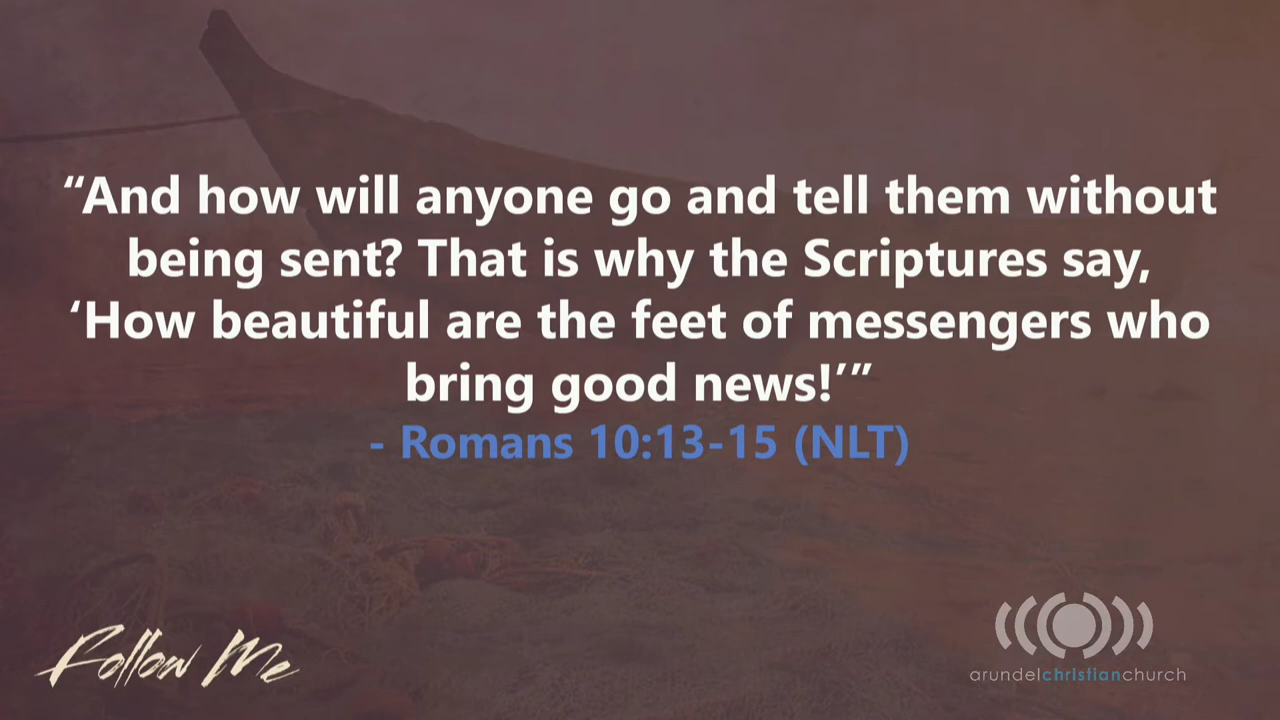 “And how will anyone go and tell them without
being sent? That is why the Scriptures say,
‘How beautiful are the feet of messengers who
bring good news!’”
- Romans 10:13-15 (NLT)
Follow Me
arundelchristianchurch